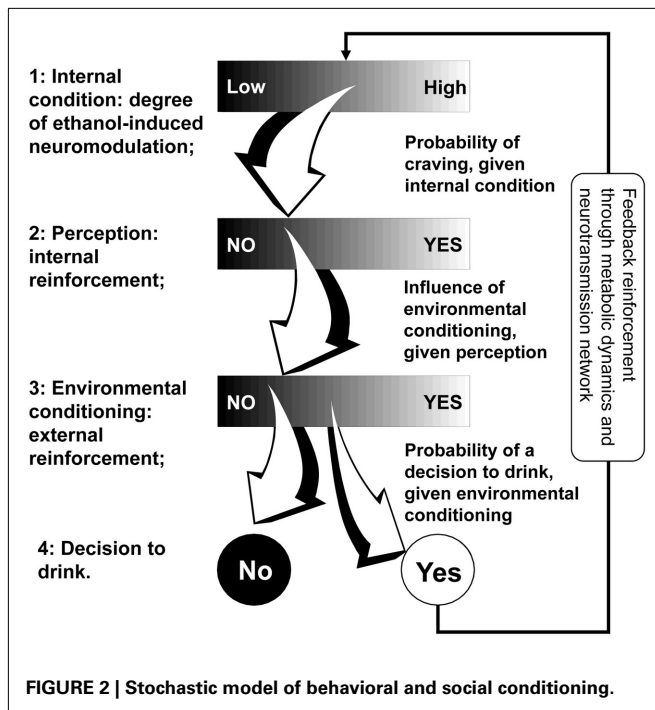 1: Internal
condition: degree
of ethanol-induced
neuromodulation;
Low
High
Probability of
craving, given
internal condition
2: Perception:
internal
reinforcement;
NO
YES
Influence of
environmental
conditioning,
given perception
3: Environmental
conditioning:
external
reinforcement;
NO
YES
Probability of a
decision to drink,
given environmental
conditioning
4: Decision to
drink.
No
Yes
Feedback reinforcement
through metabolic dynamics and
neurotransmission network
FIGURE 2 | Stochastic model of behavioral and social conditioning.